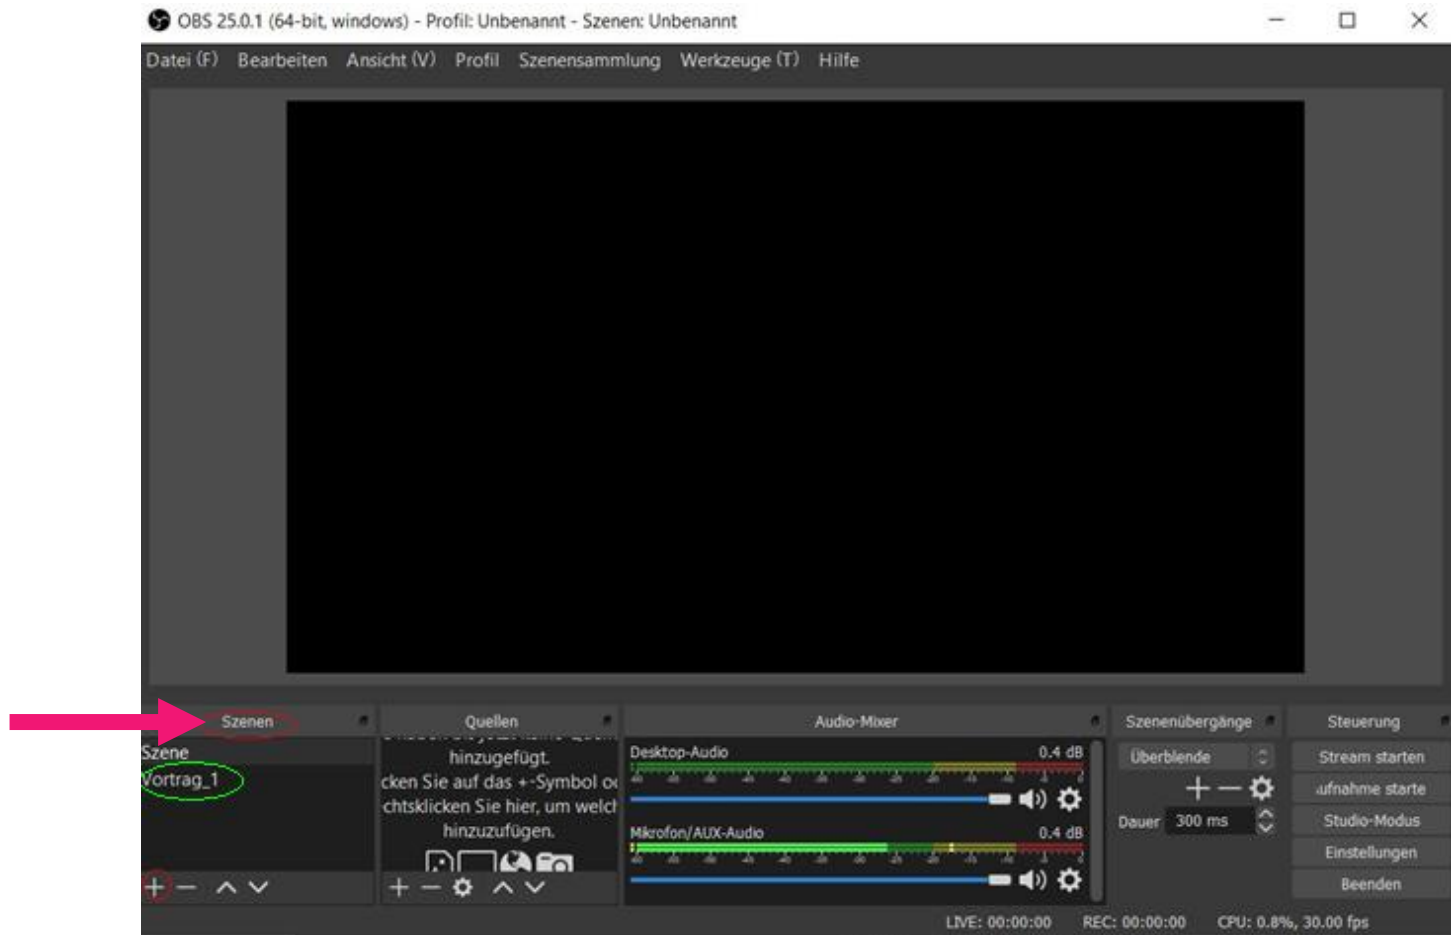 OBS 25.0.1 (64-bit, windows) - Profil: Unbenannt - Szenen: Unbenannt
Datei (F) Bearbeiten Ansicht (V) Profil Szenensammlung Werkzeuge (T) Hilfe
Szenen
Szene
Vortrag_1
Quellen
hinzugefügt.
cken Sie auf das +-Symbol oc
chtsklicken Sie hier, um welch
hinzuzufügen.
Audio-Mixer
Desktop-Audio 0.4 dB
Mikrofon/AUX-Audio 0.4 dB
Szenenübergänge
Überblende
Dauer 300 ms
Steuerung
Stream starten
ufnahme starte
Studio-Modus
Einstellungen
Beenden
LIVE: 00:00:00 REC: 00:00:00 CPU: 0.8%, 30.00 fps